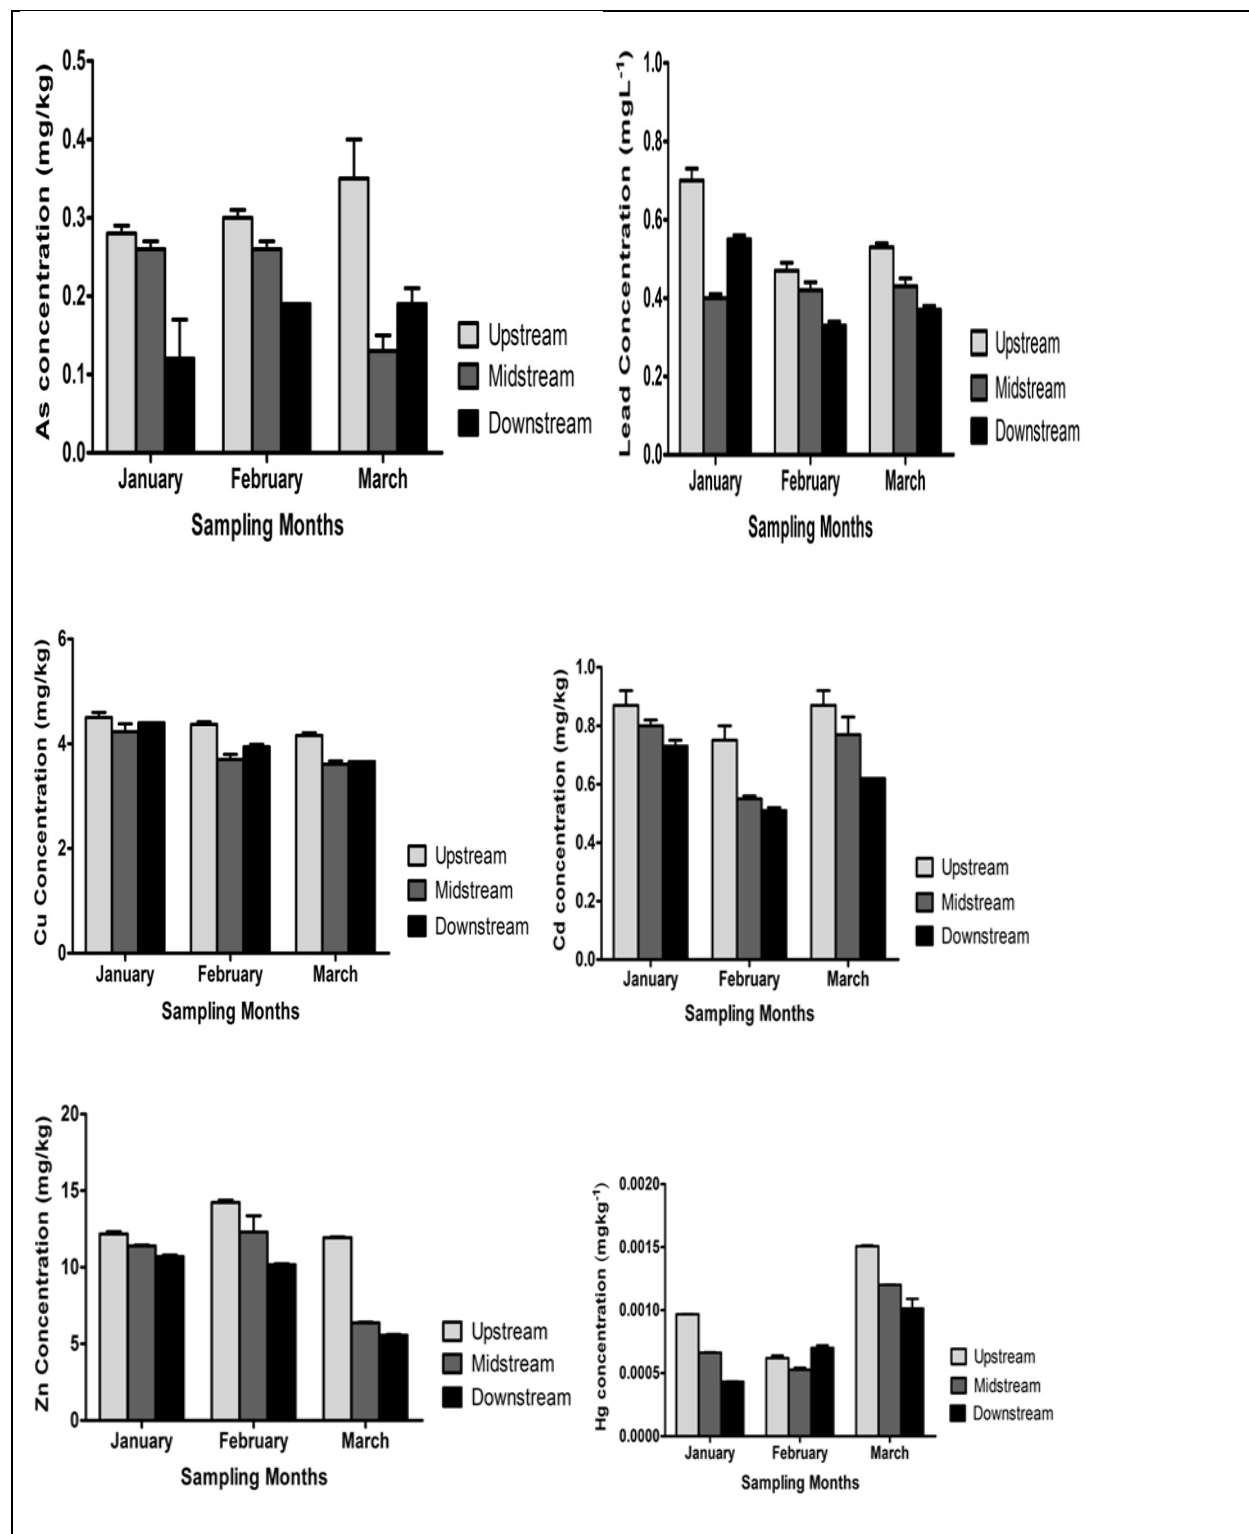 As concentration (mg/kg)
0.5
0.4
0.3
0.2
0.1
0.0
January February March
Sampling Months
Upstream
Midstream
Downstream
Lead Concentration (mgL⁻¹)
1.0
0.8
0.6
0.4
0.2
0.0
January February March
Sampling Months
Upstream
Midstream
Downstream
Cu Concentration (mg/kg)
6
4
2
0
January February March
Sampling Months
Upstream
Midstream
Downstream
Cd concentration (mg/kg)
1.0
0.8
0.6
0.4
0.2
0.0
January February March
Sampling Months
Upstream
Midstream
Downstream
Zn Concentration (mg/kg)
20
15
10
5
0
January February March
Sampling Months
Upstream
Midstream
Downstream
Hg concentration (mgkg⁻¹)
0.0020
0.0015
0.0010
0.0005
0.0000
January February March
Sampling Months
Upstream
Midstream
Downstream